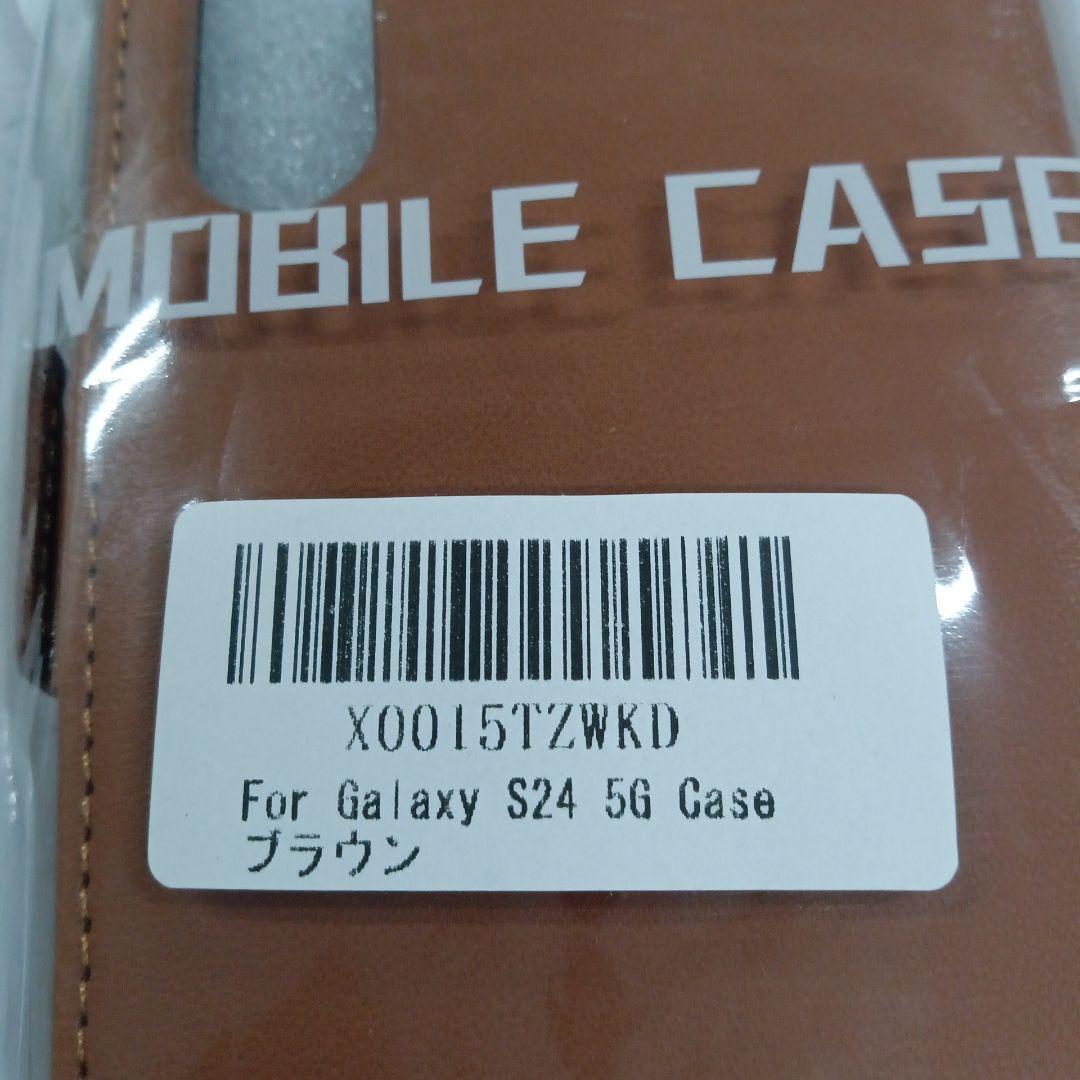 MOBILE CASE
X0015TZWKD
For Galaxy S24 5G Case
ブラウン